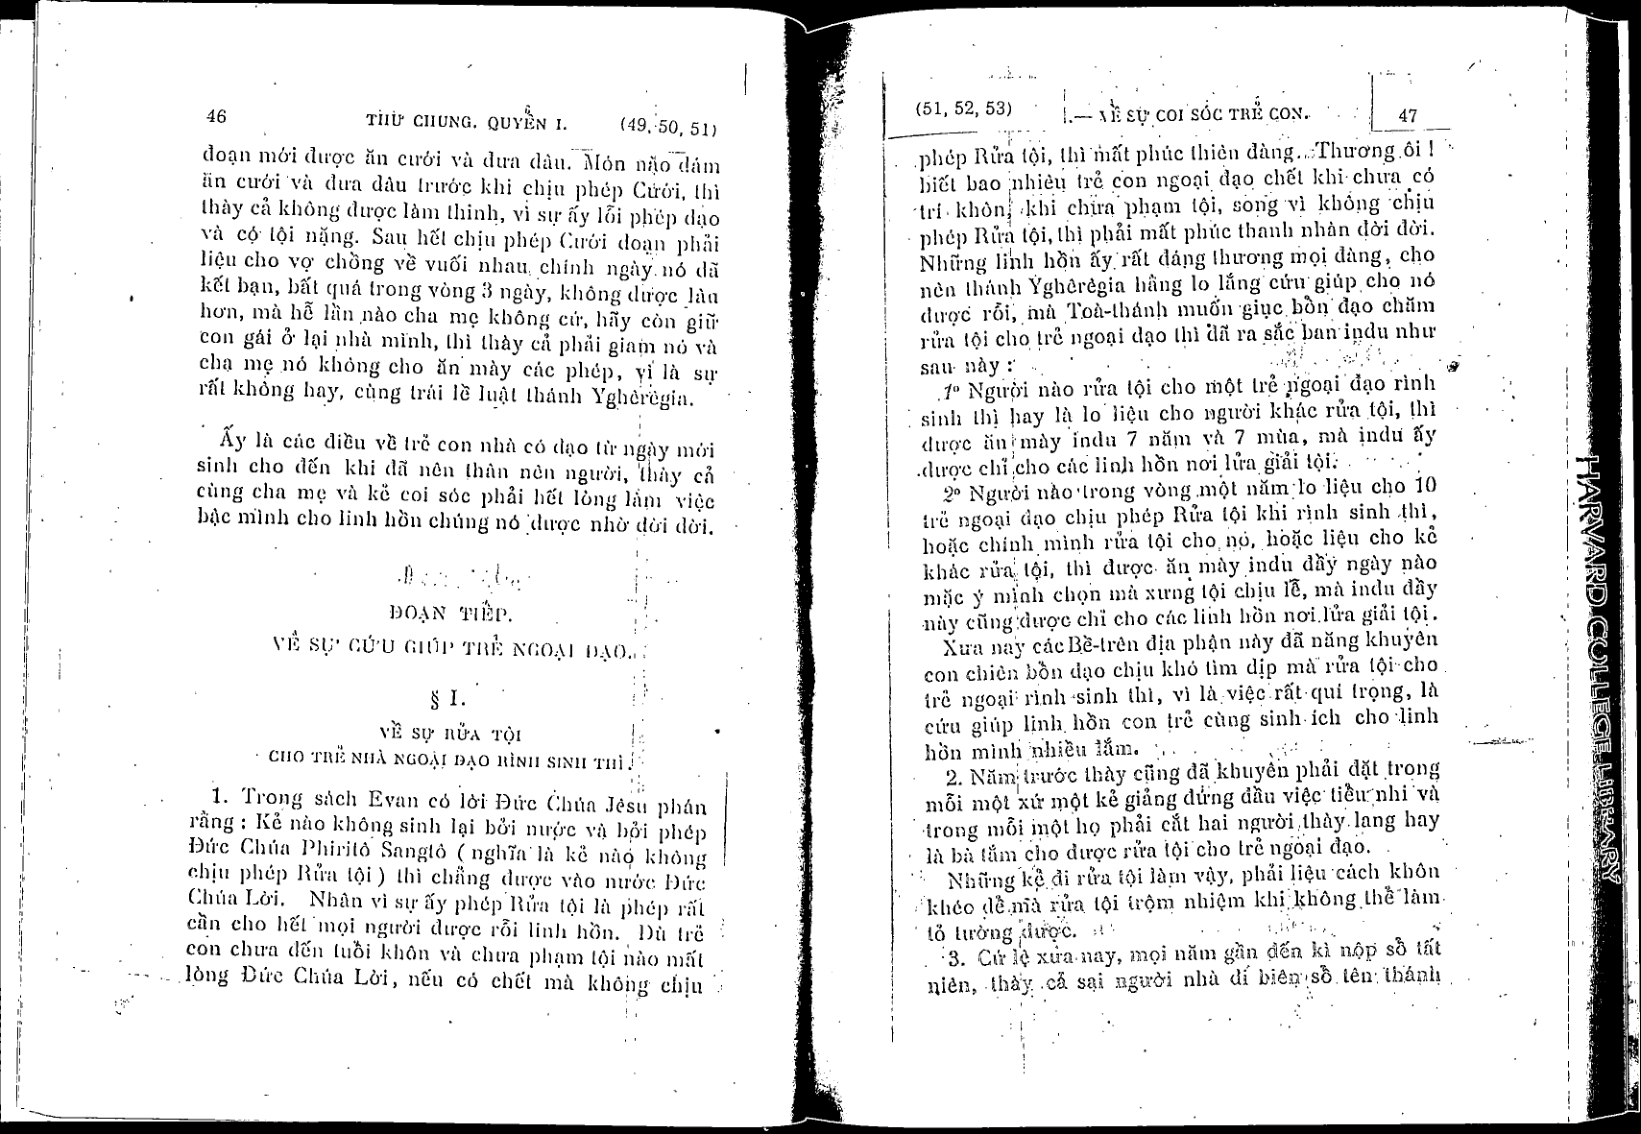 46 THƯ CHUNG. QUYỂN I. (49, 50, 51)
đoạn mới được ăn cưới và đưa dâu. Món nào dám
ăn cưới và đưa dâu trước khi chịu phép Cưới, thì
thày cả không được làm thinh, vì sự ấy lỗi phép đạo
và có tội nặng. Sau hết chịu phép Cưới đoạn phải
liệu cho vợ chồng về vuối nhau chính ngày nó đã
kết bạn, bất quá trong vòng 3 ngày, không được lâu
hơn, mà hễ lần nào cha mẹ không cứ, hãy còn giữ
con gái ở lại nhà mình, thì thày cả phải giam nó và
cha mẹ nó không cho ăn mày các phép, vì là sự
rất không hay, cùng trái lề luật thánh Yghêrêgia.
Ấy là các điều về trẻ con nhà có đạo từ ngày mới
sinh cho đến khi đã nên thân nên người, thày cả
cùng cha mẹ và kẻ coi sóc phải hết lòng làm việc
bậc mình cho linh hồn chúng nó được nhờ đời đời.
ĐOẠN TIẾP.
VỀ SỰ CỨU GIÚP TRẺ NGOẠI ĐẠO.
§ I.
VỀ SỰ RỬA TỘI
CHO TRẺ NHÀ NGOẠI ĐẠO RÌNH SINH THÌ.
1. Trong sách Evan có lời Đức Chúa Jêsu phán
rằng : Kẻ nào không sinh lại bởi nước và bởi phép
Đức Chúa Phiritô Sangtô ( nghĩa là kẻ nào không
chịu phép Rửa tội ) thì chẳng được vào nước Đức
Chúa Lời. Nhân vì sự ấy phép Rửa tội là phép rất
cần cho hết mọi người được rỗi linh hồn. Dù trẻ
con chưa đến tuổi khôn và chưa phạm tội nào mất
lòng Đức Chúa Lời, nếu có chết mà không chịu
(51, 52, 53) I.— VỀ SỰ COI SÓC TRẺ CON. 47
phép Rửa tội, thì mất phúc thiên đàng. Thương ôi !
biết bao nhiêu trẻ con ngoại đạo chết khi chưa có
trí khôn, khi chưa phạm tội, song vì không chịu
phép Rửa tội, thì phải mất phúc thanh nhàn đời đời.
Những linh hồn ấy rất đáng thương mọi đàng, cho
nên thánh Yghêrêgia hằng lo lắng cứu giúp cho nó
được rỗi, mà Toà-thánh muốn giục bổn đạo chăm
rửa tội cho trẻ ngoại đạo thì đã ra sắc ban indu như
sau này :
1º Người nào rửa tội cho một trẻ ngoại đạo rình
sinh thì hay là lo liệu cho người khác rửa tội, thì
được ăn mày indu 7 năm và 7 mùa, mà indu ấy
được chỉ cho các linh hồn nơi lửa giải tội.
2º Người nào trong vòng một năm lo liệu cho 10
trẻ ngoại đạo chịu phép Rửa tội khi rình sinh thì,
hoặc chính mình rửa tội cho nó, hoặc liệu cho kẻ
khác rửa tội, thì được ăn mày indu đầy ngày nào
mặc ý mình chọn mà xưng tội chịu lễ, mà indu đầy
này cũng được chỉ cho các linh hồn nơi lửa giải tội.
Xưa nay các Bề-trên địa phận này đã năng khuyên
con chiên bổn đạo chịu khó tìm dịp mà rửa tội cho
trẻ ngoại rình sinh thì, vì là việc rất quí trọng, là
cứu giúp linh hồn con trẻ cùng sinh ích cho linh
hồn mình nhiều lắm.
2. Năm trước thày cũng đã khuyên phải đặt trong
mỗi một xứ một kẻ giảng đứng đầu việc tiểu nhi và
trong mỗi một họ phải cắt hai người thày lang hay
là bà tắm cho được rửa tội cho trẻ ngoại đạo.
Những kẻ đi rửa tội làm vậy, phải liệu cách khôn
khéo để mà rửa tội trộm nhiệm khi không thể làm
tỏ tường được.
3. Cứ lệ xưa nay, mọi năm gần đến kì nộp sổ tất
niên, thày cả sai người nhà đi biên sổ tên thánh
HARVARD COLLEGE LIBRARY